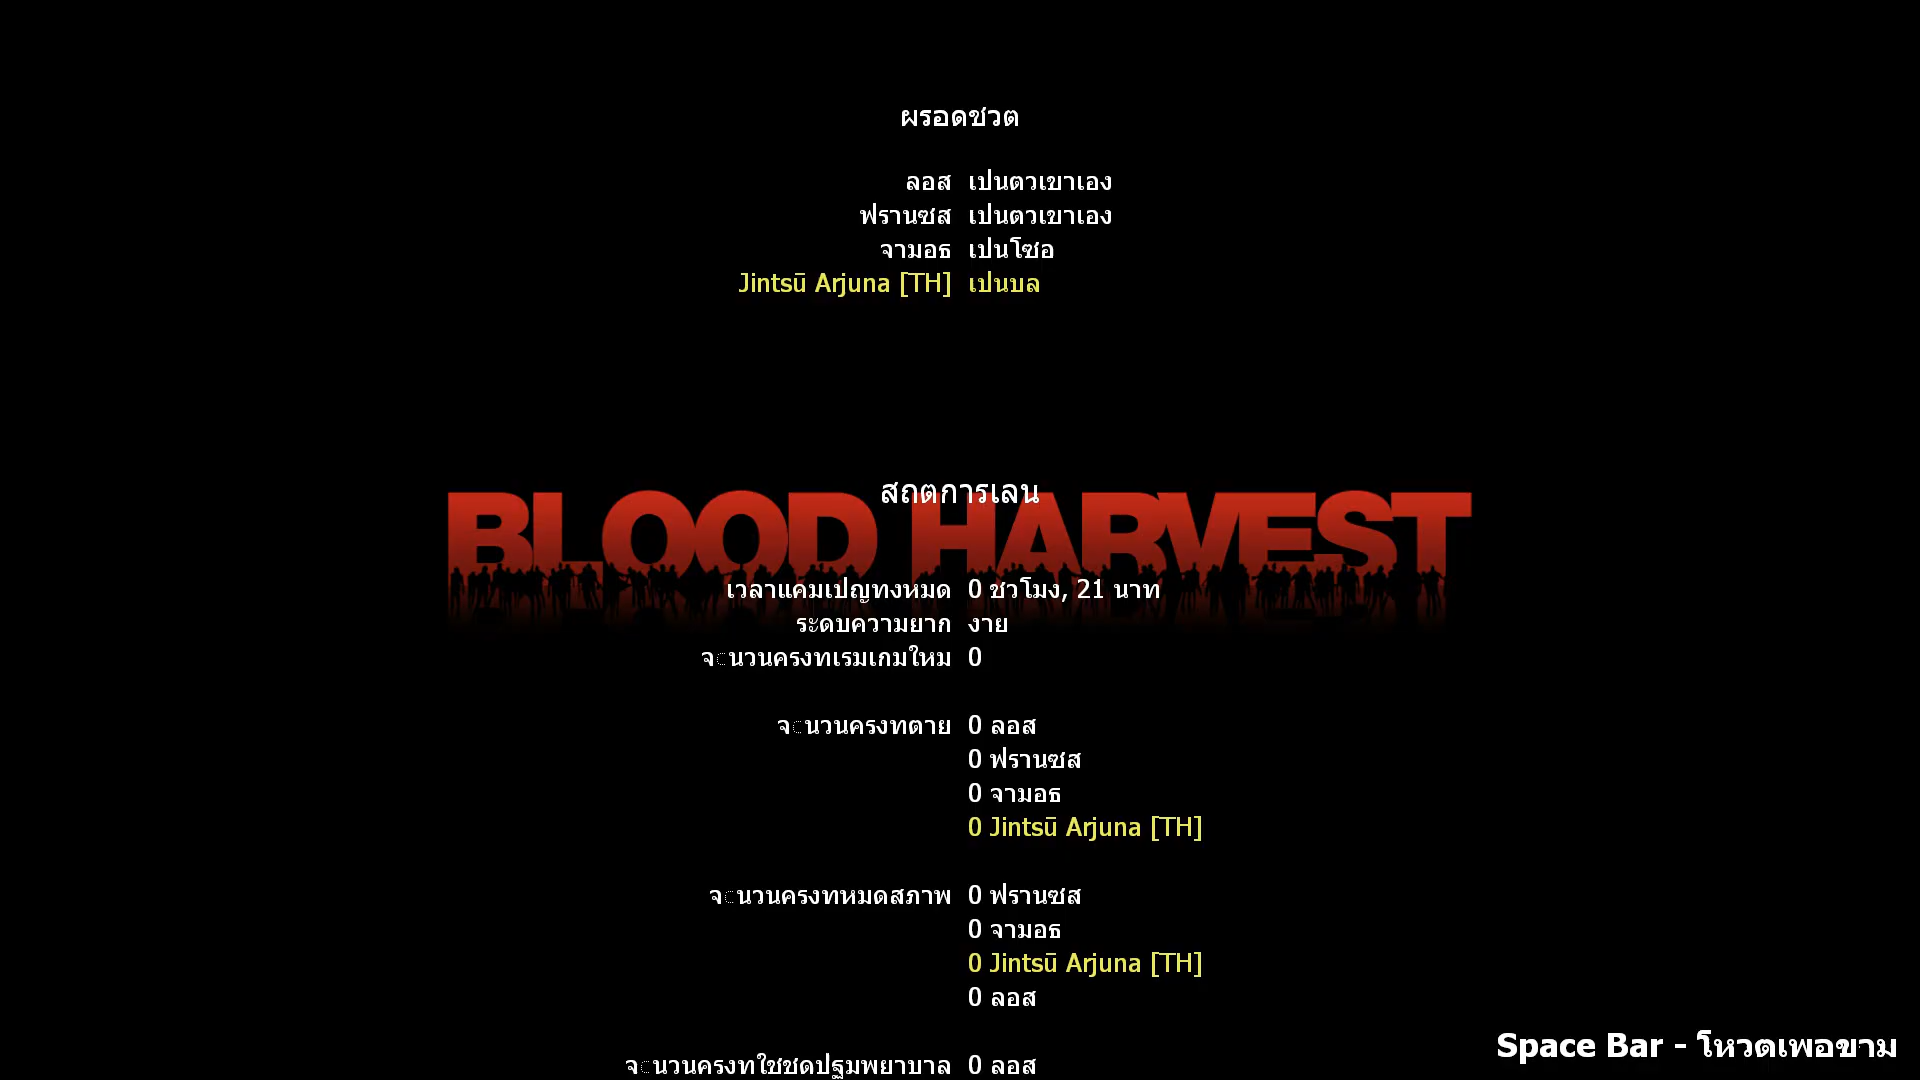 ผรอดชวต
ลอส เปนตวเขาเอง
ฟรานซส เปนตวเขาเอง
จามอธ เปนโซอ
Jintsū Arjuna [TH] เปนบล
สถตการเลน
BLOOD HARVEST
เวลาแคมเปญทงหมด 0 ชวโมง, 21 นาท
ระดบความยาก งาย
จํนวนครงทเรมเกมใหม 0
จํนวนครงทตาย 0 ลอส
0 ฟรานซส
0 จามอธ
0 Jintsū Arjuna [TH]
จํนวนครงทหมดสภาพ 0 ฟรานซส
0 จามอธ
0 Jintsū Arjuna [TH]
0 ลอส
จํนวนครงทใชชดปฐมพยาบาล 0 ลอส
Space Bar - โหวตเพอขาม